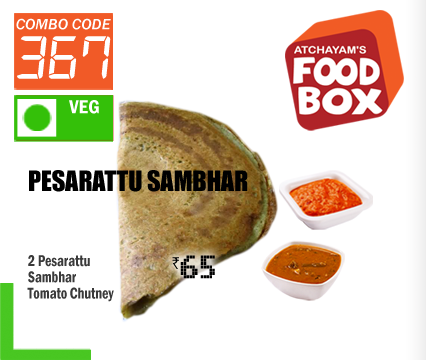 COMBO CODE
367
VEG
ATCHAYAM'S
FOOD
BOX
PESARATTU SAMBHAR
2 Pesarattu
Sambhar
Tomato Chutney
₹65